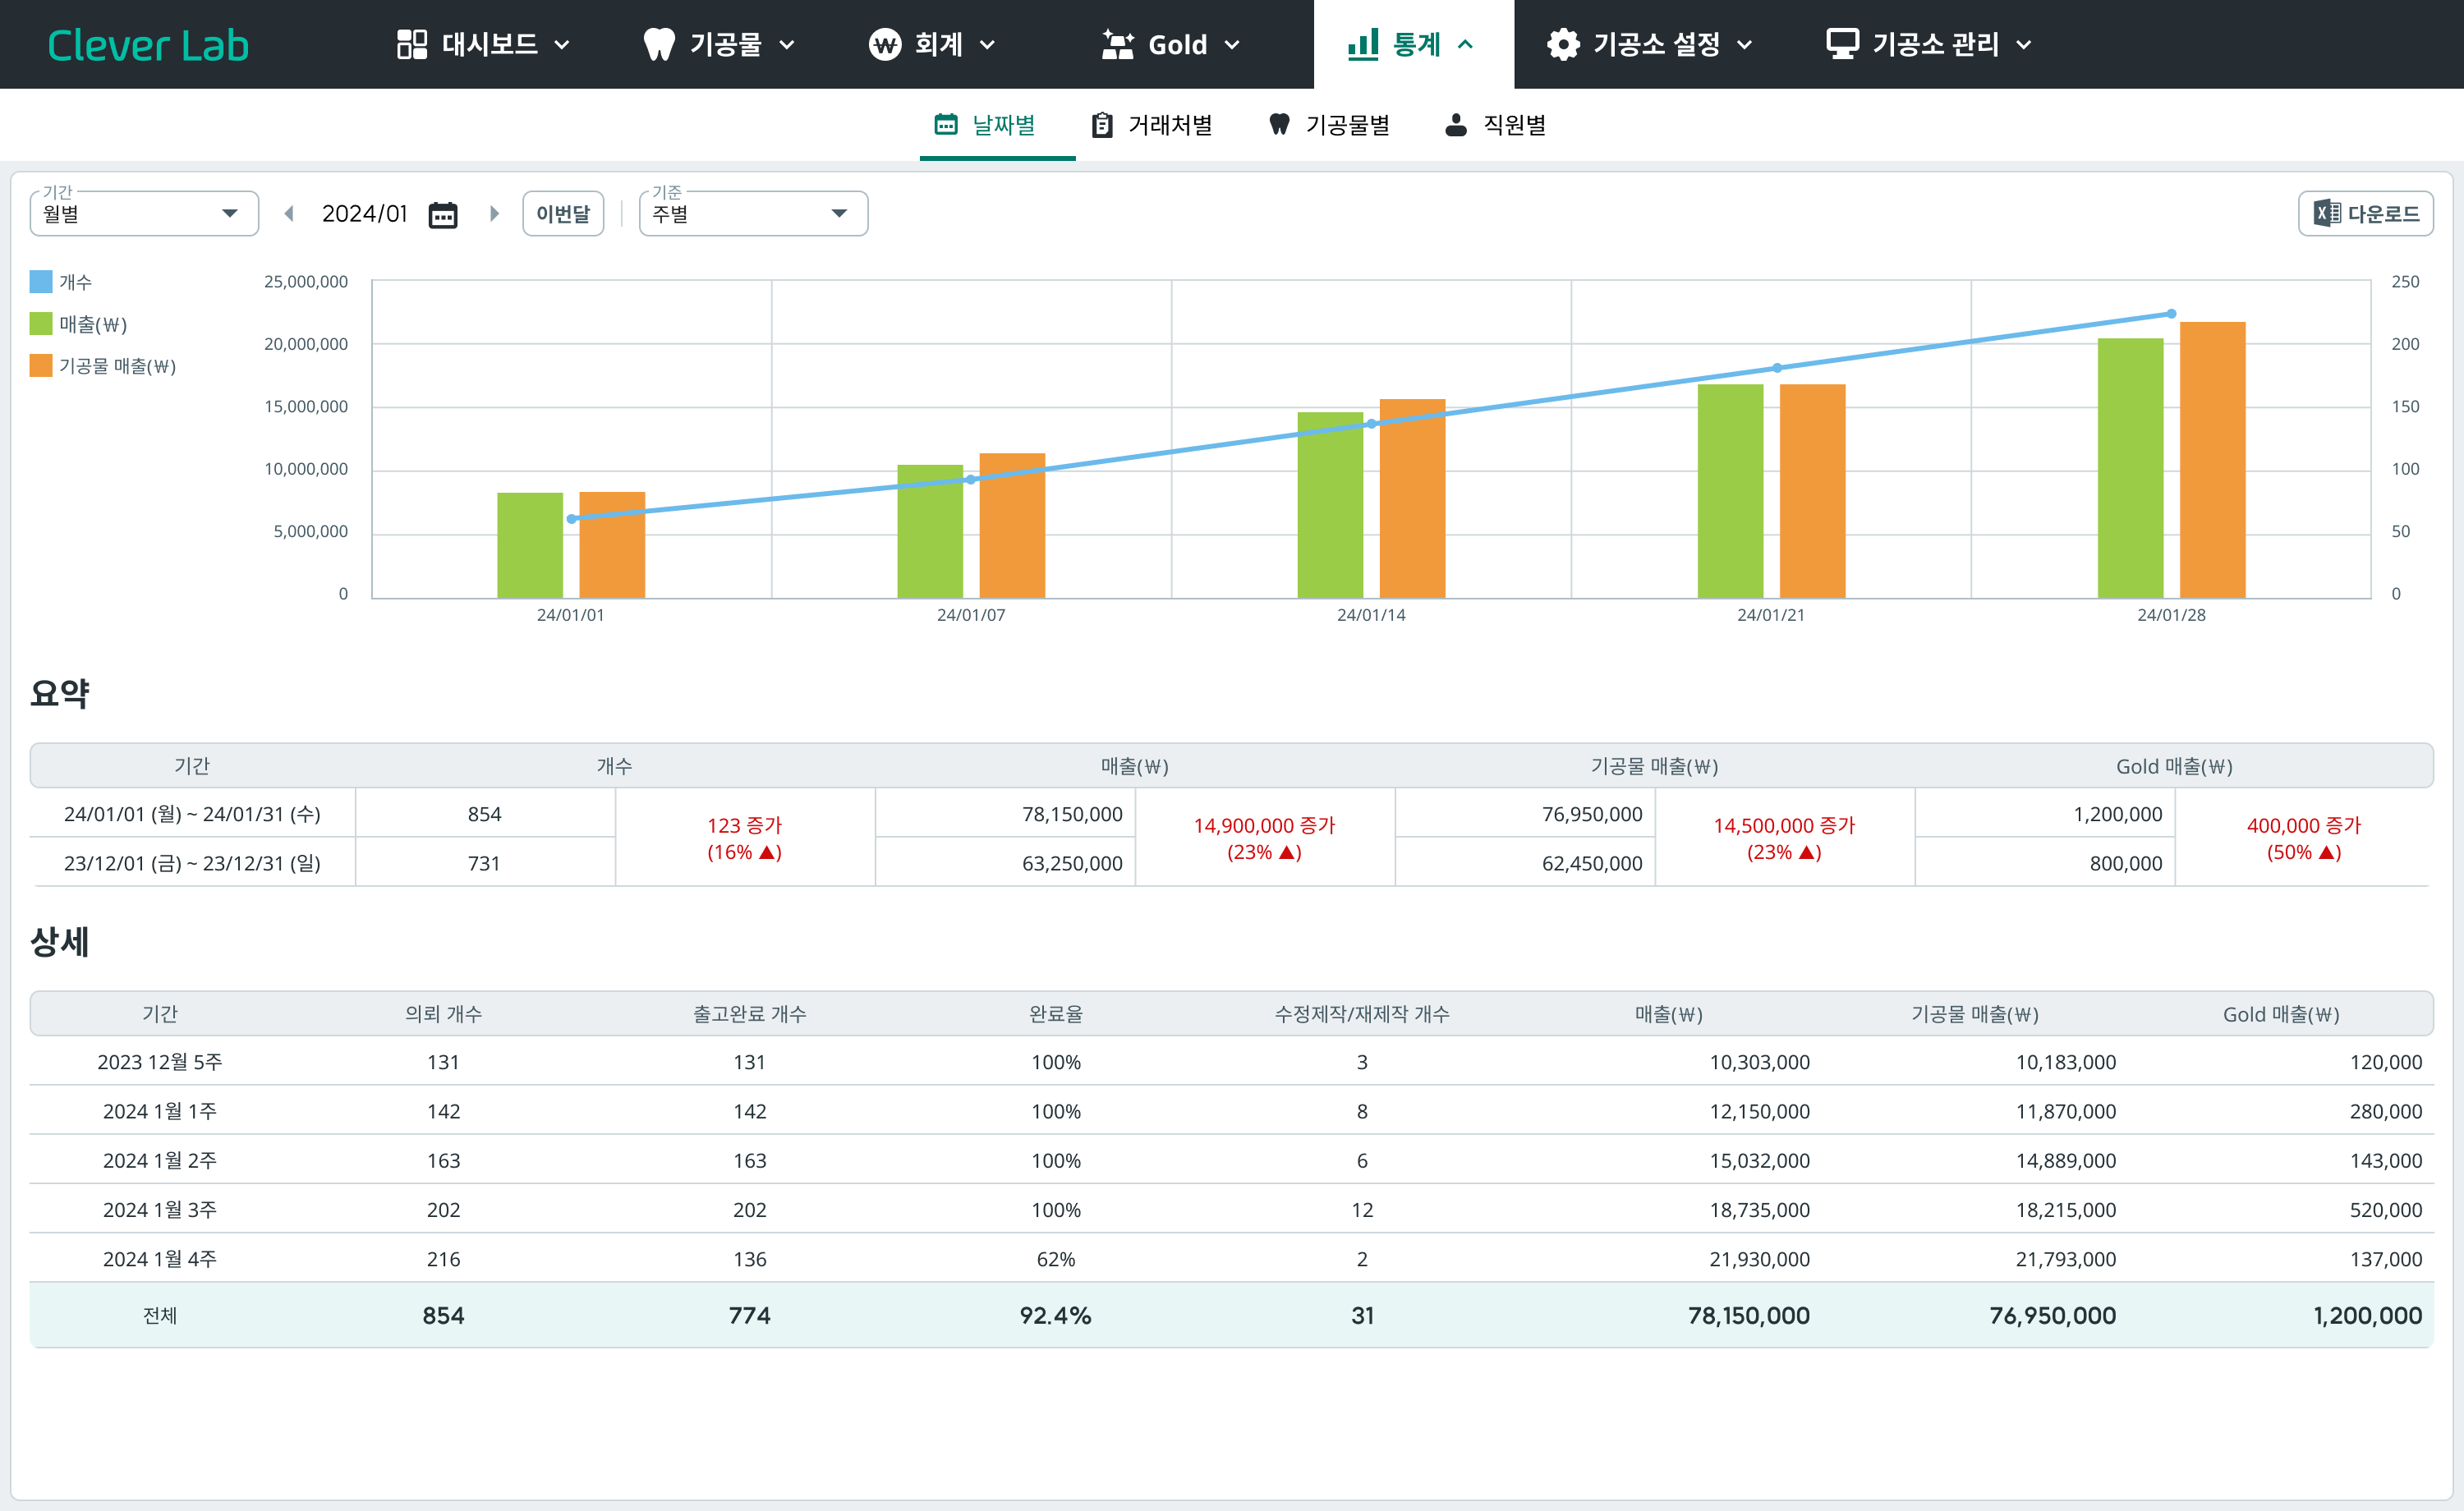 Clever Lab 대시보드 기공물 회계 Gold 통계 기공소 설정 기공소 관리
날짜별 거래처별 기공물별 직원별
기간 기준
월별 2024/01 이번달 주별 다운로드
개수
매출(₩)
기공물 매출(₩)
25,000,000 250
20,000,000 200
15,000,000 150
10,000,000 100
5,000,000 50
0 0
24/01/01 24/01/07 24/01/14 24/01/21 24/01/28
요약
기간 개수 매출(₩) 기공물 매출(₩) Gold 매출(₩)
24/01/01 (월) ~ 24/01/31 (수) 854 78,150,000 76,950,000 1,200,000
123 증가 14,900,000 증가 14,500,000 증가 400,000 증가
(16% ▲) (23% ▲) (23% ▲) (50% ▲)
23/12/01 (금) ~ 23/12/31 (일) 731 63,250,000 62,450,000 800,000
상세
기간 의뢰 개수 출고완료 개수 완료율 수정제작/재제작 개수 매출(₩) 기공물 매출(₩) Gold 매출(₩)
2023 12월 5주 131 131 100% 3 10,303,000 10,183,000 120,000
2024 1월 1주 142 142 100% 8 12,150,000 11,870,000 280,000
2024 1월 2주 163 163 100% 6 15,032,000 14,889,000 143,000
2024 1월 3주 202 202 100% 12 18,735,000 18,215,000 520,000
2024 1월 4주 216 136 62% 2 21,930,000 21,793,000 137,000
전체 854 774 92.4% 31 78,150,000 76,950,000 1,200,000